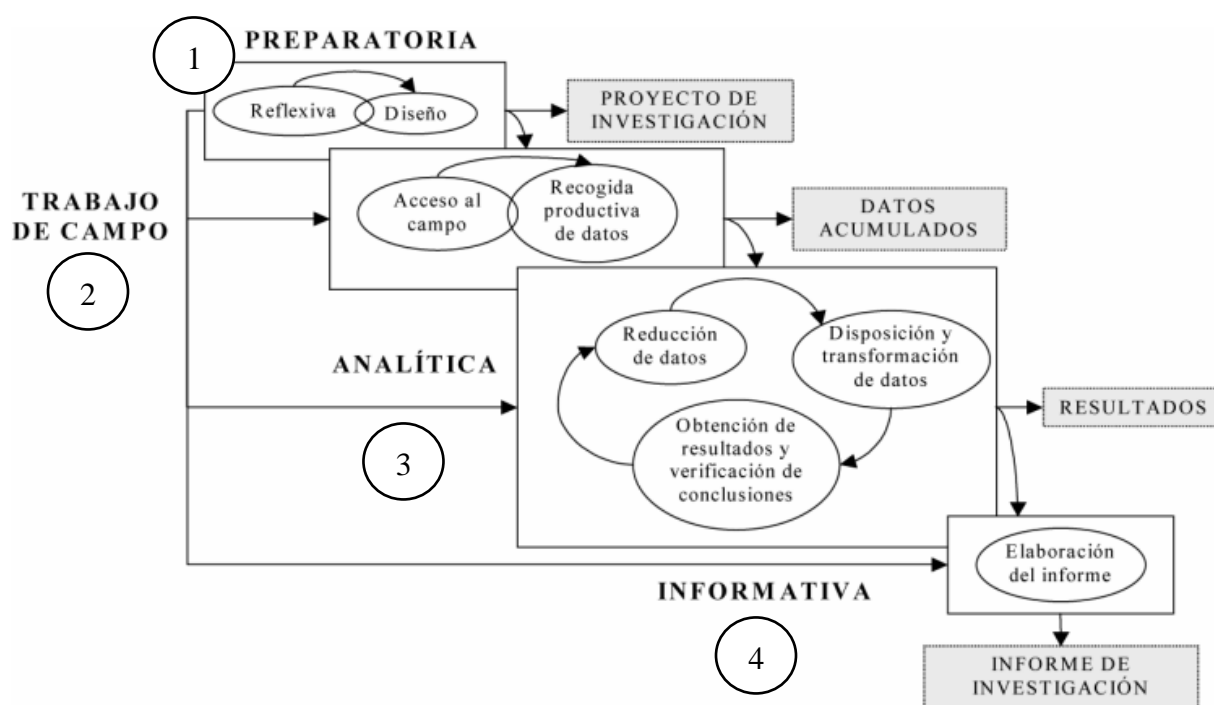 1
PREPARATORIA
Reflexiva
Diseño
PROYECTO DE
INVESTIGACIÓN
TRABAJO
DE CAMPO
2
Acceso al
campo
Recogida
productiva
de datos
DATOS
ACUMULADOS
ANALÍTICA
3
Reducción
de datos
Disposición y
transformación
de datos
Obtención de
resultados y
verificación de
conclusiones
RESULTADOS
INFORMATIVA
4
Elaboración
del informe
INFORME DE
INVESTIGACIÓN